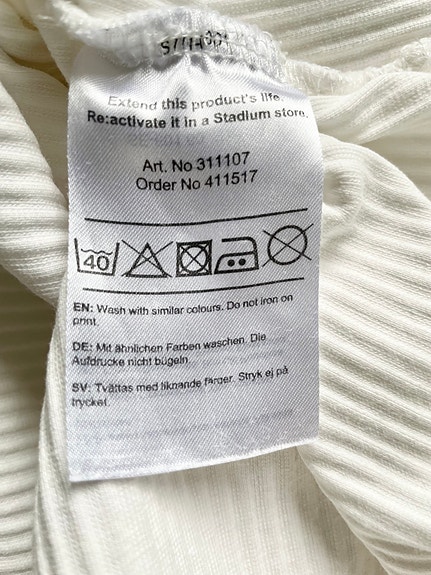 Extend this product's life.
Re:activate it in a Stadium store.
Art. No 311107
Order No 411517
40
EN: Wash with similar colours. Do not iron on
print.
DE: Mit ähnlichen Farben waschen. Die
Aufdrucke nicht bügeln.
SV: Tvättas med liknande färger. Stryk ej på
trycket.